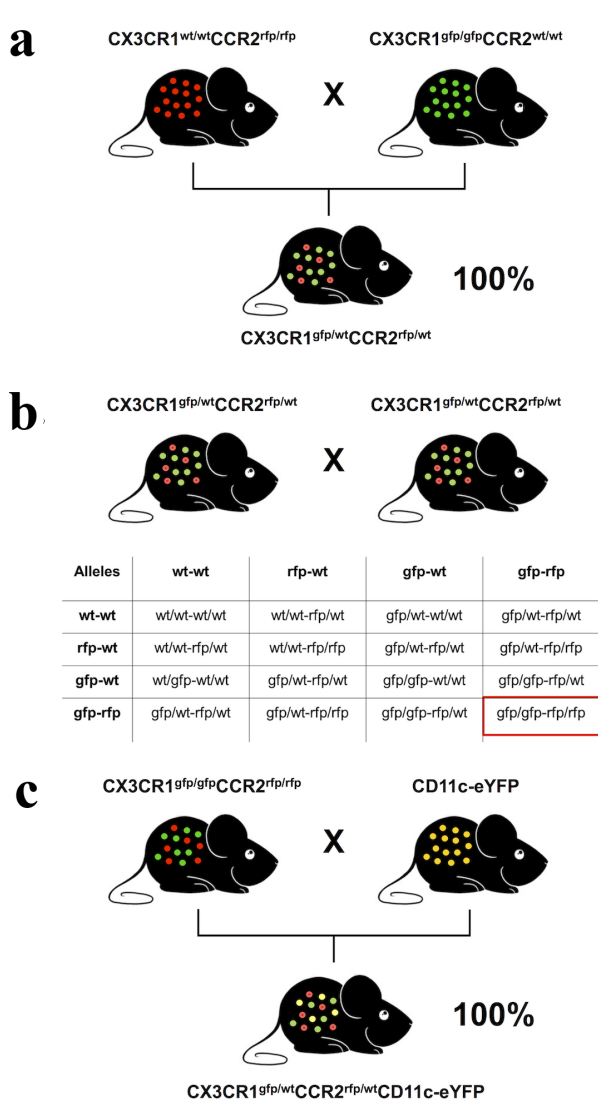 a
CX3CR1wt/wtCCR2rfp/rfp CX3CR1gfp/gfpCCR2wt/wt
X
100%
CX3CR1gfp/wtCCR2rfp/wt
b
CX3CR1gfp/wtCCR2rfp/wt CX3CR1gfp/wtCCR2rfp/wt
X
Alleles wt-wt rfp-wt gfp-wt gfp-rfp
wt-wt wt/wt-wt/wt wt/wt-rfp/wt gfp/wt-wt/wt gfp/wt-rfp/wt
rfp-wt wt/wt-rfp/wt wt/wt-rfp/rfp gfp/wt-rfp/wt gfp/wt-rfp/rfp
gfp-wt wt/gfp-wt/wt gfp/wt-rfp/wt gfp/gfp-wt/wt gfp/gfp-rfp/wt
gfp-rfp gfp/wt-rfp/wt gfp/wt-rfp/rfp gfp/gfp-rfp/wt gfp/gfp-rfp/rfp
c
CX3CR1gfp/gfpCCR2rfp/rfp CD11c-eYFP
X
100%
CX3CR1gfp/wtCCR2rfp/wtCD11c-eYFP